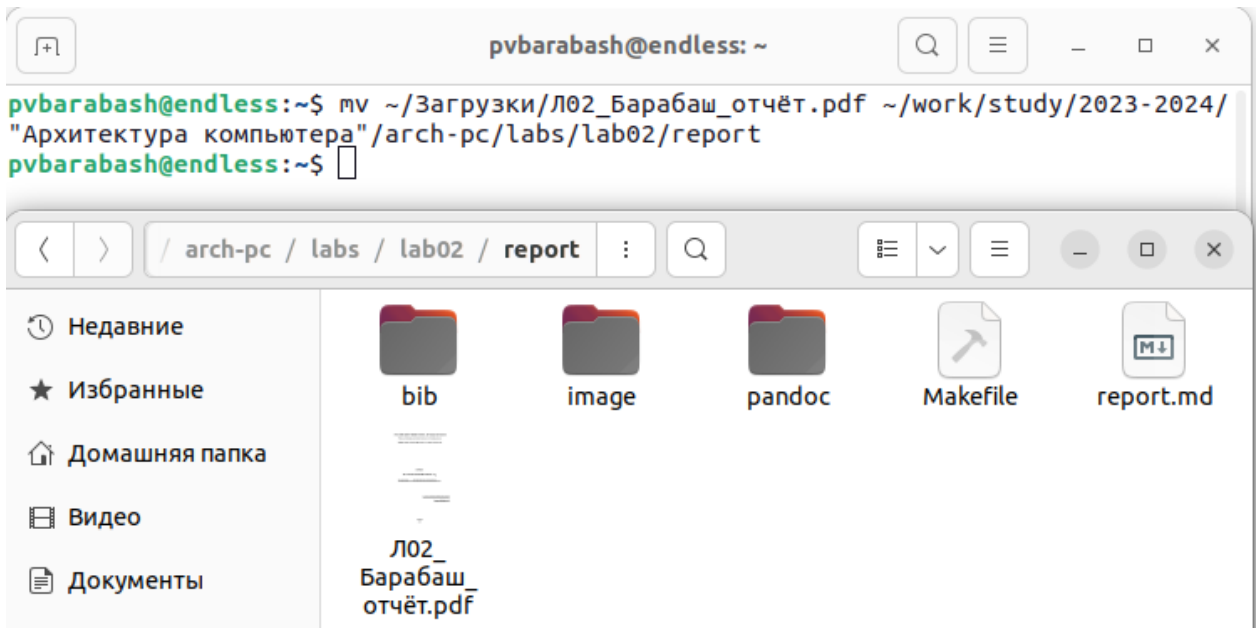 pvbarabash@endless: ~
pvbarabash@endless:~$ mv ~/Загрузки/Л02_Барабаш_отчёт.pdf ~/work/study/2023-2024/
"Архитектура компьютера"/arch-pc/labs/lab02/report
pvbarabash@endless:~$
/ arch-pc / labs / lab02 / report
Недавние
Избранные
Домашняя папка
Видео
Документы
bib
image
pandoc
Makefile
M↓
report.md
Л02_
Барабаш_
отчёт.pdf